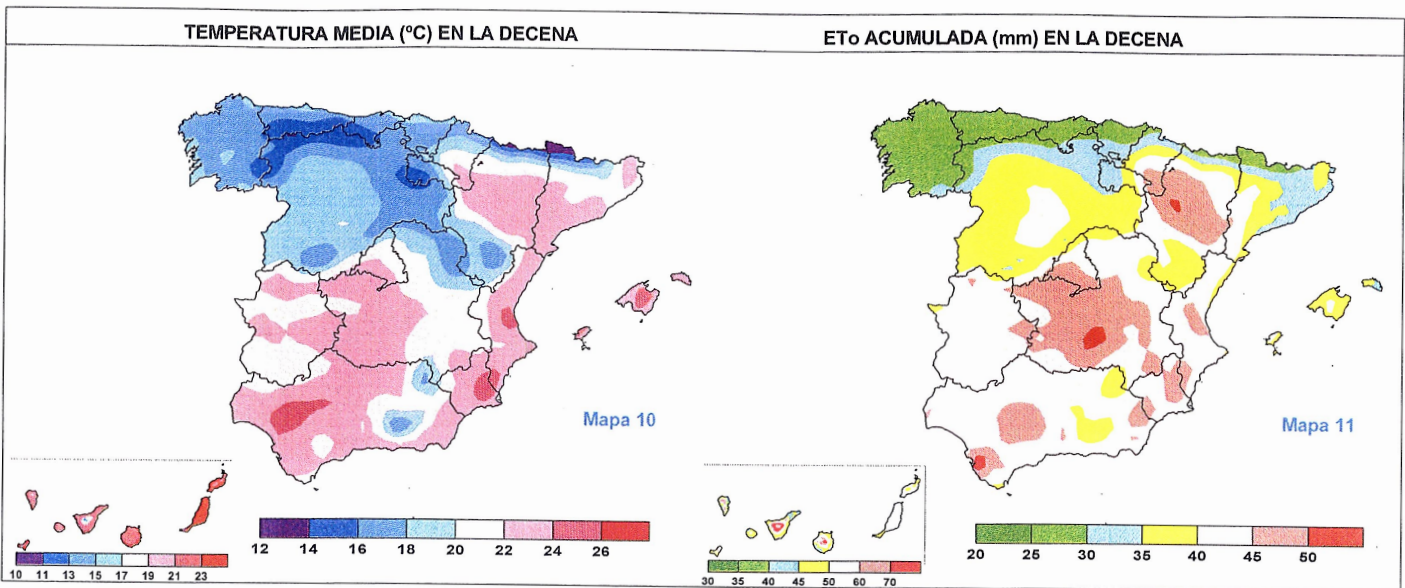 TEMPERATURA MEDIA (ºC) EN LA DECENA
ETo ACUMULADA (mm) EN LA DECENA
Mapa 10
Mapa 11
12 14 16 18 20 22 24 26
10 11 13 15 17 19 21 23
20 25 30 35 40 45 50
30 35 40 45 50 60 70